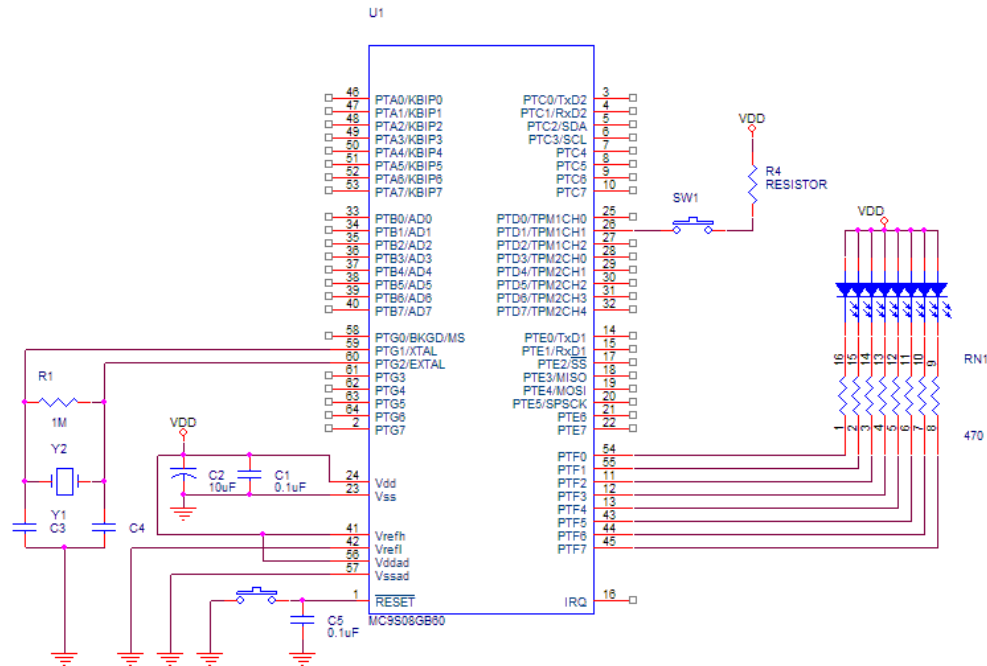 U1
46 PTA0/KBIP0
47 PTA1/KBIP1
48 PTA2/KBIP2
49 PTA3/KBIP3
50 PTA4/KBIP4
51 PTA5/KBIP5
52 PTA6/KBIP6
53 PTA7/KBIP7
33 PTB0/AD0
34 PTB1/AD1
35 PTB2/AD2
36 PTB3/AD3
37 PTB4/AD4
38 PTB5/AD5
39 PTB6/AD6
40 PTB7/AD7
58 PTG0/BKGD/MS
59 PTG1/XTAL
60 PTG2/EXTAL
61 PTG3
62 PTG4
63 PTG5
64 PTG6
2 PTG7
24 Vdd
23 Vss
41 Vrefh
42 Vrefl
56 Vddad
57 Vssad
1 RESET
MC9S08GB60
PTC0/TxD2 3
PTC1/RxD2 4
PTC2/SDA 5
PTC3/SCL 6
PTC4 7
PTC5 8
PTC6 9
PTC7 10
PTD0/TPM1CH0 25
PTD1/TPM1CH1 26
PTD2/TPM1CH2 27
PTD3/TPM2CH0 28
PTD4/TPM2CH1 29
PTD5/TPM2CH2 30
PTD6/TPM2CH3 31
PTD7/TPM2CH4 32
PTE0/TxD1 14
PTE1/RxD1 15
PTE2/SS 17
PTE3/MISO 18
PTE4/MOSI 19
PTE5/SPSCK 20
PTE6 21
PTE7 22
PTF0 54
PTF1 55
PTF2 11
PTF3 12
PTF4 13
PTF5 43
PTF6 44
PTF7 45
IRQ 16
R1
1M
Y2
Y1
C3
C4
VDD
C2
10uF
C1
0.1uF
C5
0.1uF
SW1
VDD
R4
RESISTOR
VDD
16 15 14 13 12 11 10 9
RN1
1 2 3 4 5 6 7 8
470